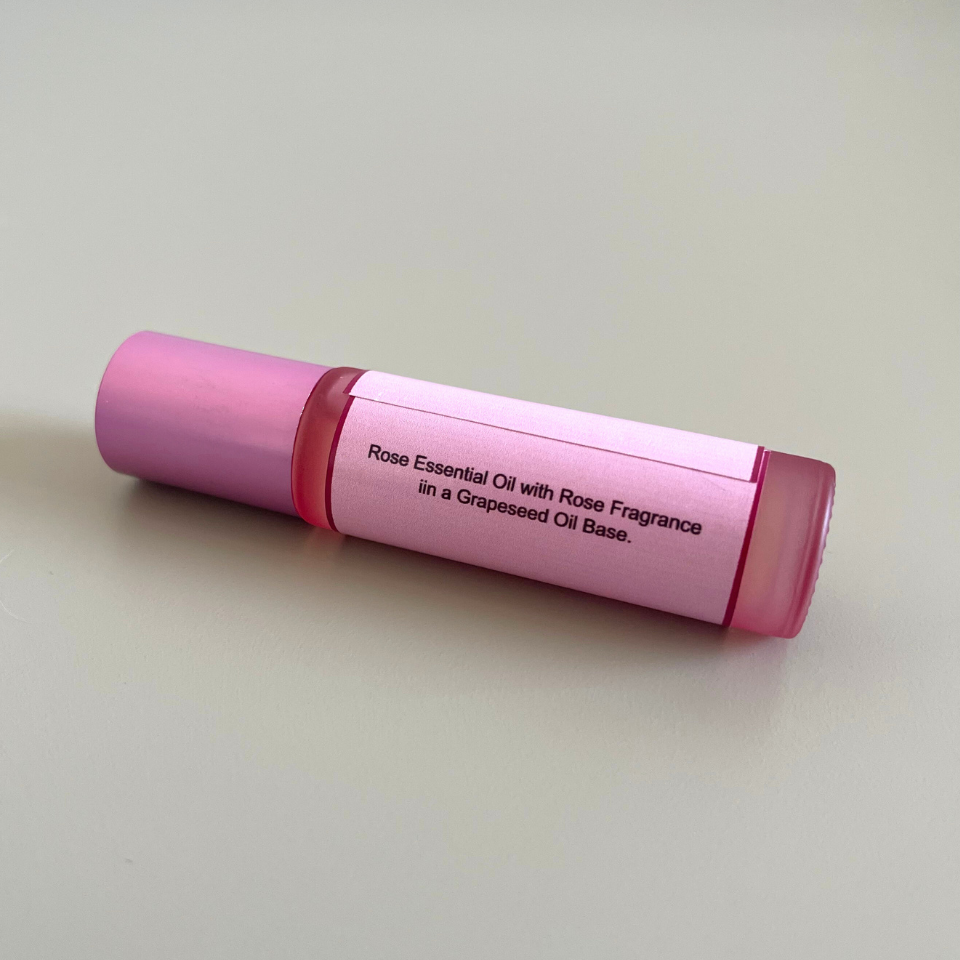 Rose Essential Oil with Rose Fragrance
iin a Grapeseed Oil Base.